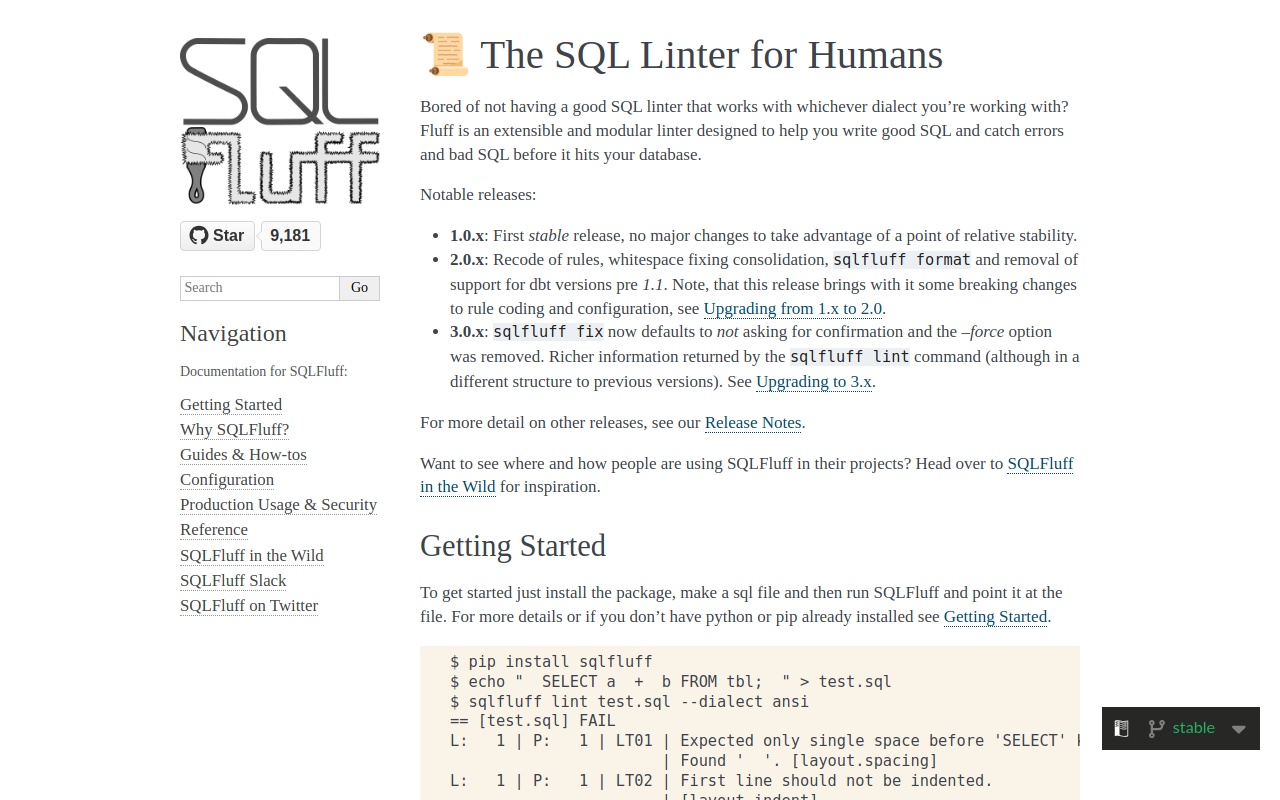 SQL
fluff
Star
9,181
Search
Go
Navigation
Documentation for SQLFluff:
Getting Started
Why SQLFluff?
Guides & How-tos
Configuration
Production Usage & Security
Reference
SQLFluff in the Wild
SQLFluff Slack
SQLFluff on Twitter
📜 The SQL Linter for Humans
Bored of not having a good SQL linter that works with whichever dialect you’re working with?
Fluff is an extensible and modular linter designed to help you write good SQL and catch errors
and bad SQL before it hits your database.
Notable releases:
• 1.0.x: First stable release, no major changes to take advantage of a point of relative stability.
• 2.0.x: Recode of rules, whitespace fixing consolidation, sqlfluff format and removal of
support for dbt versions pre 1.1. Note, that this release brings with it some breaking changes
to rule coding and configuration, see Upgrading from 1.x to 2.0.
• 3.0.x: sqlfluff fix now defaults to not asking for confirmation and the –force option
was removed. Richer information returned by the sqlfluff lint command (although in a
different structure to previous versions). See Upgrading to 3.x.
For more detail on other releases, see our Release Notes.
Want to see where and how people are using SQLFluff in their projects? Head over to SQLFluff
in the Wild for inspiration.
Getting Started
To get started just install the package, make a sql file and then run SQLFluff and point it at the
file. For more details or if you don’t have python or pip already installed see Getting Started.
$ pip install sqlfluff
$ echo "  SELECT a  +  b FROM tbl;  " > test.sql
$ sqlfluff lint test.sql --dialect ansi
== [test.sql] FAIL
L:   1 | P:   1 | LT01 | Expected only single space before 'SELECT'
                       | Found '  '. [layout.spacing]
L:   1 | P:   1 | LT02 | First line should not be indented.
                       | [layout.indent]
stable